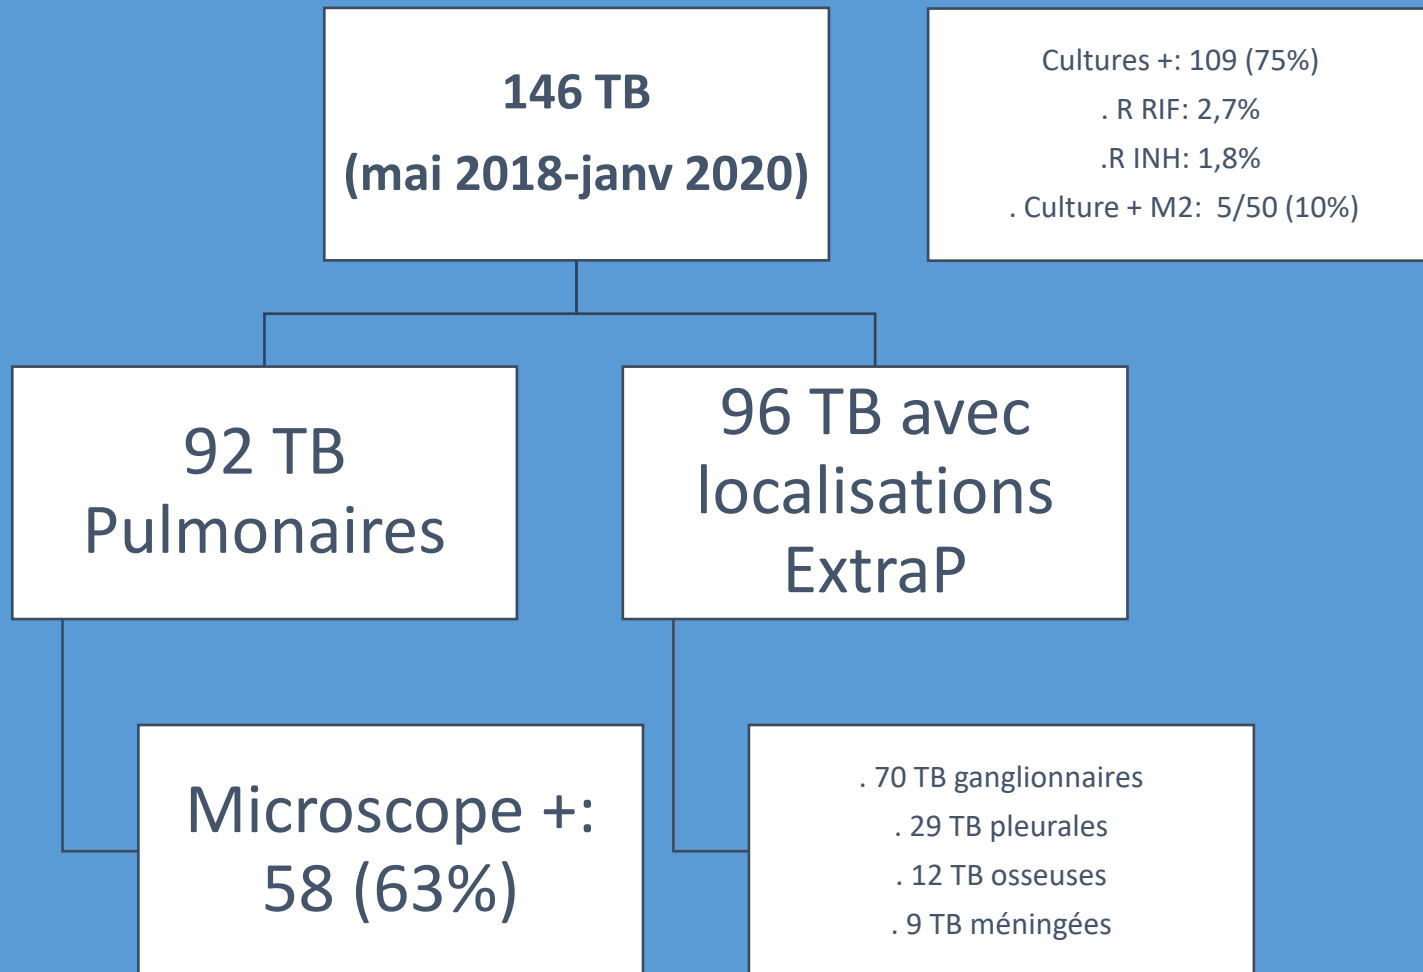 146 TB
(mai 2018-janv 2020)
Cultures +: 109 (75%)
. R RIF: 2,7%
.R INH: 1,8%
. Culture + M2:  5/50 (10%)
92 TB
Pulmonaires
96 TB avec
localisations
ExtraP
Microscope +:
58 (63%)
. 70 TB ganglionnaires
. 29 TB pleurales
. 12 TB osseuses
. 9 TB méningées